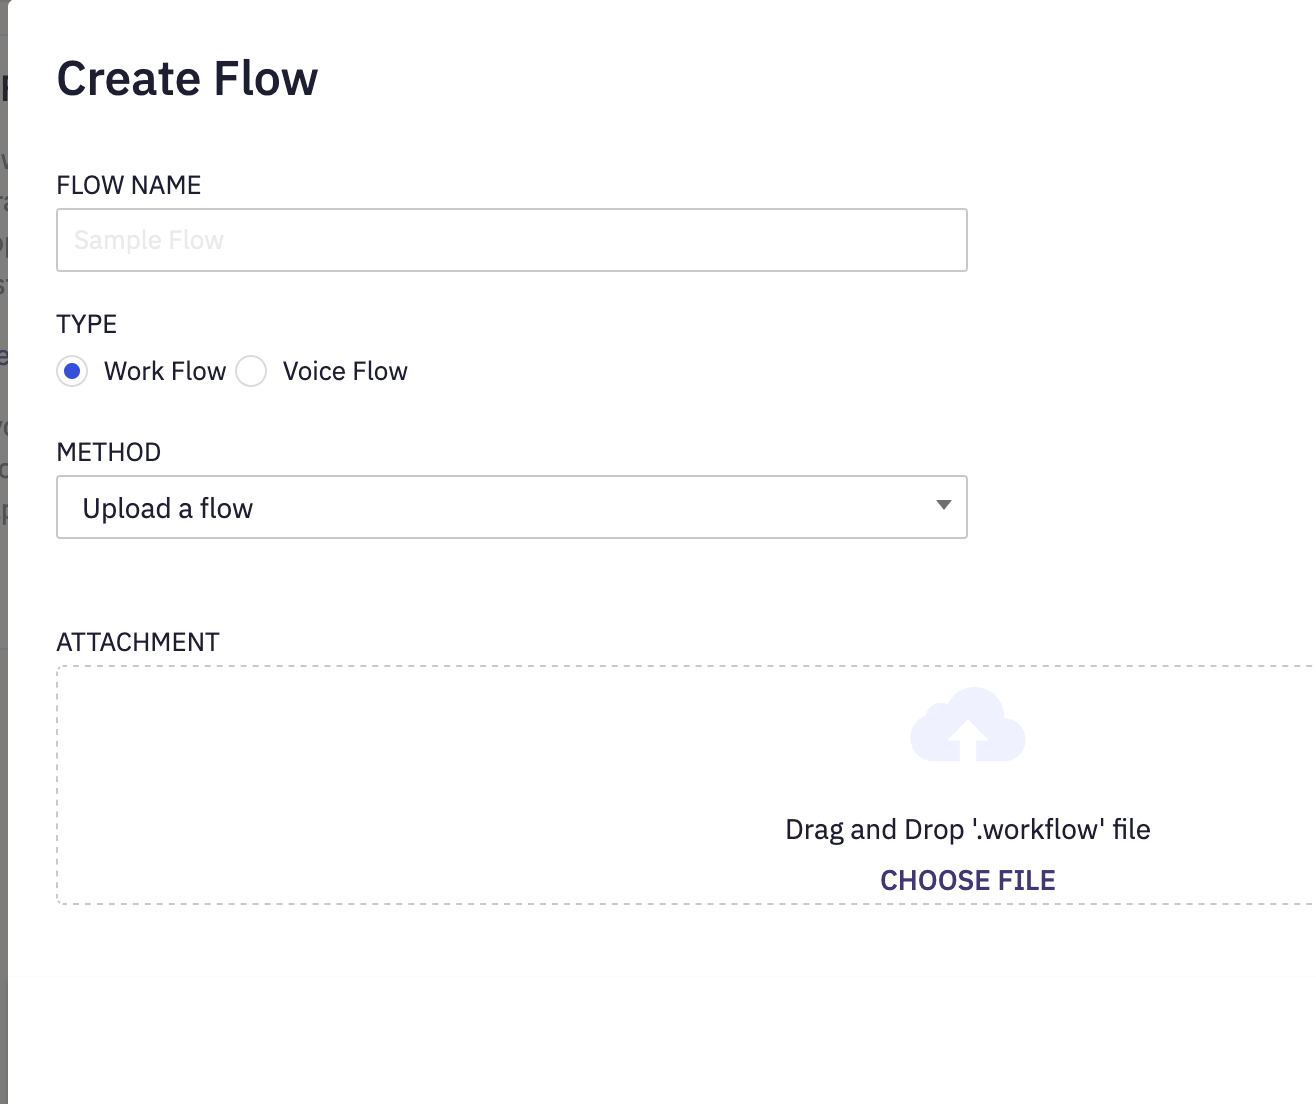 Create Flow
FLOW NAME
Sample Flow
TYPE
Work Flow Voice Flow
METHOD
Upload a flow
ATTACHMENT
Drag and Drop '.workflow' file
CHOOSE FILE